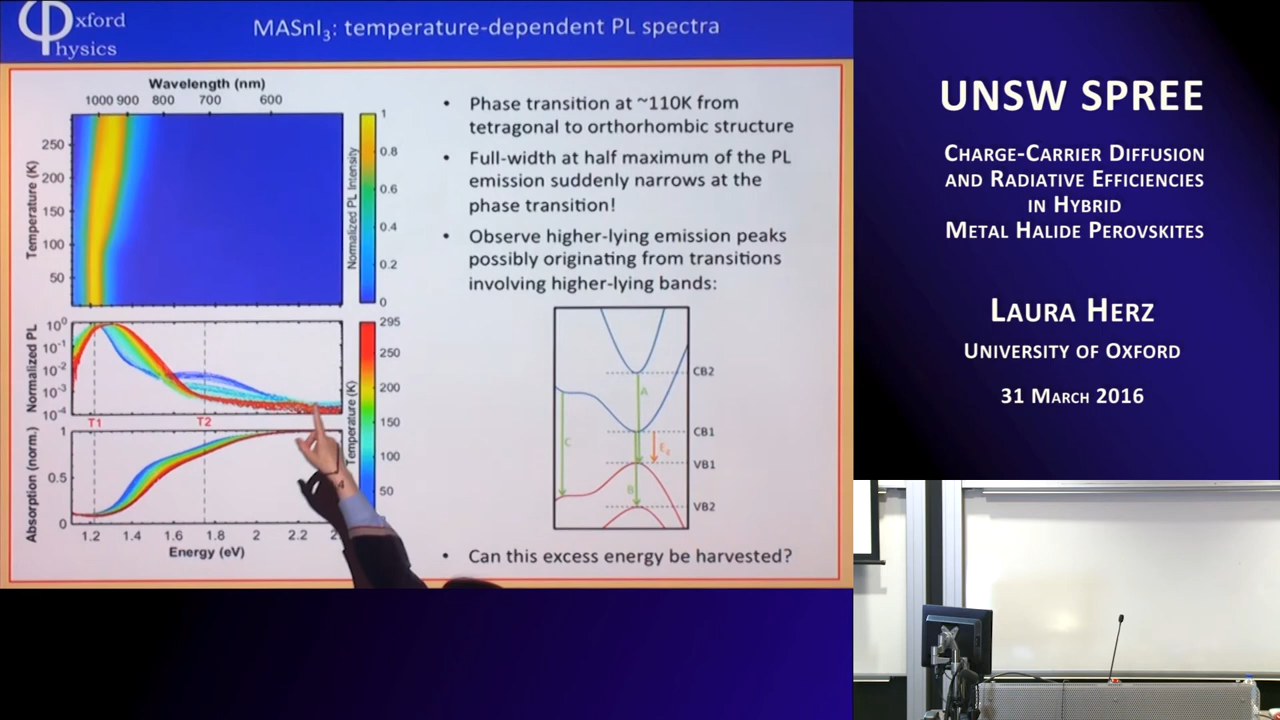 Oxford
Physics
MASnI3: temperature-dependent PL spectra
Wavelength (nm)
1000 900 800 700 600
Temperature (K)
250
200
150
100
50
Normalized PL Intensity
1
0.8
0.6
0.4
0.2
0
Normalized PL
10^0
10^-1
10^-2
10^-3
10^-4
T1 T2
Temperature (K)
295
250
200
150
100
50
Absorption (norm.)
1
0.5
0
1.2 1.4 1.6 1.8 2 2.2
Energy (eV)
• Phase transition at ~110K from
tetragonal to orthorhombic structure
• Full-width at half maximum of the PL
emission suddenly narrows at the
phase transition!
• Observe higher-lying emission peaks
possibly originating from transitions
involving higher-lying bands:
CB2
A
CB1
C
Eg
VB1
B
VB2
• Can this excess energy be harvested?
UNSW SPREE
Charge-Carrier Diffusion
and Radiative Efficiencies
in Hybrid
Metal Halide Perovskites
Laura Herz
University of Oxford
31 March 2016